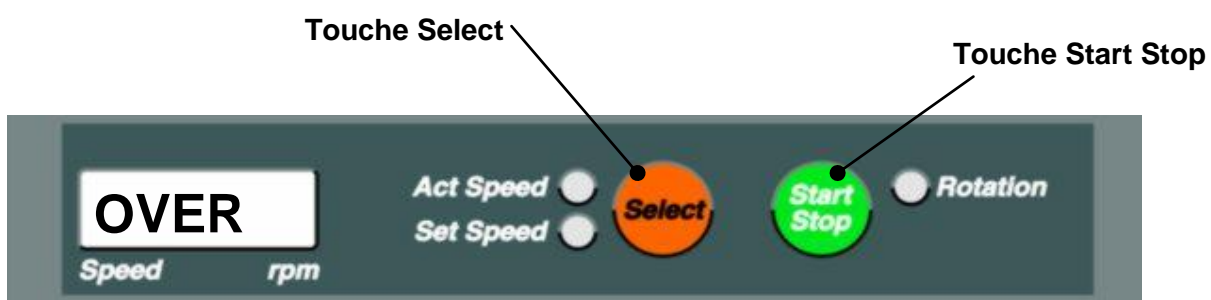 Touche Select
Touche Start Stop
OVER
Speed rpm
Act Speed
Set Speed
Select
Start
Stop
Rotation